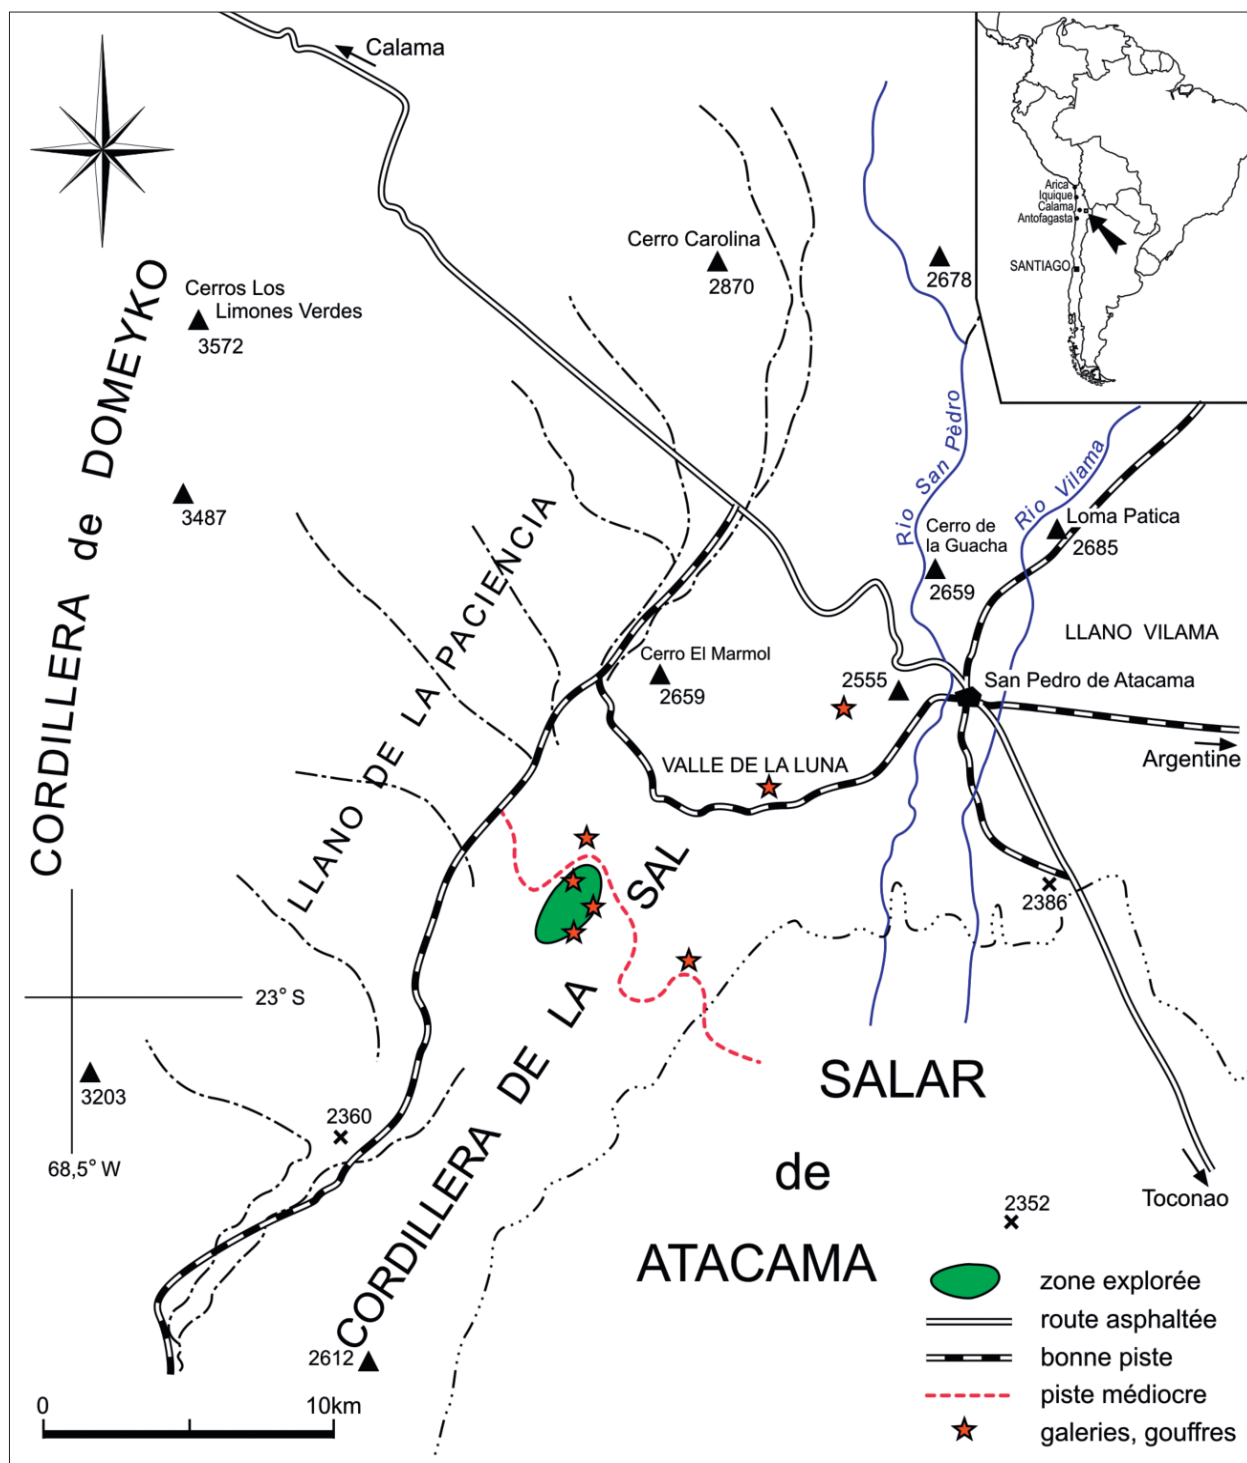 Calama
Arica
Iquique
Calama
Antofagasta
SANTIAGO
Cerro Carolina
2870
2678
Cerros Los
Limones Verdes
3572
CORDILLERA de DOMEYKO
3487
LLANO DE LA PACIENCIA
Rio San Pèdro
Rio Vilama
Cerro de
la Guacha
2659
Loma Patica
2685
LLANO VILAMA
Cerro El Marmol
2659
2555
San Pedro de Atacama
Argentine
VALLE DE LA LUNA
2386
CORDILLERA DE LA SAL
23° S
3203
68,5° W
2360
SALAR
de
ATACAMA
Toconao
2352
2612
0 10km
zone explorée
route asphaltée
bonne piste
piste médiocre
galeries, gouffres